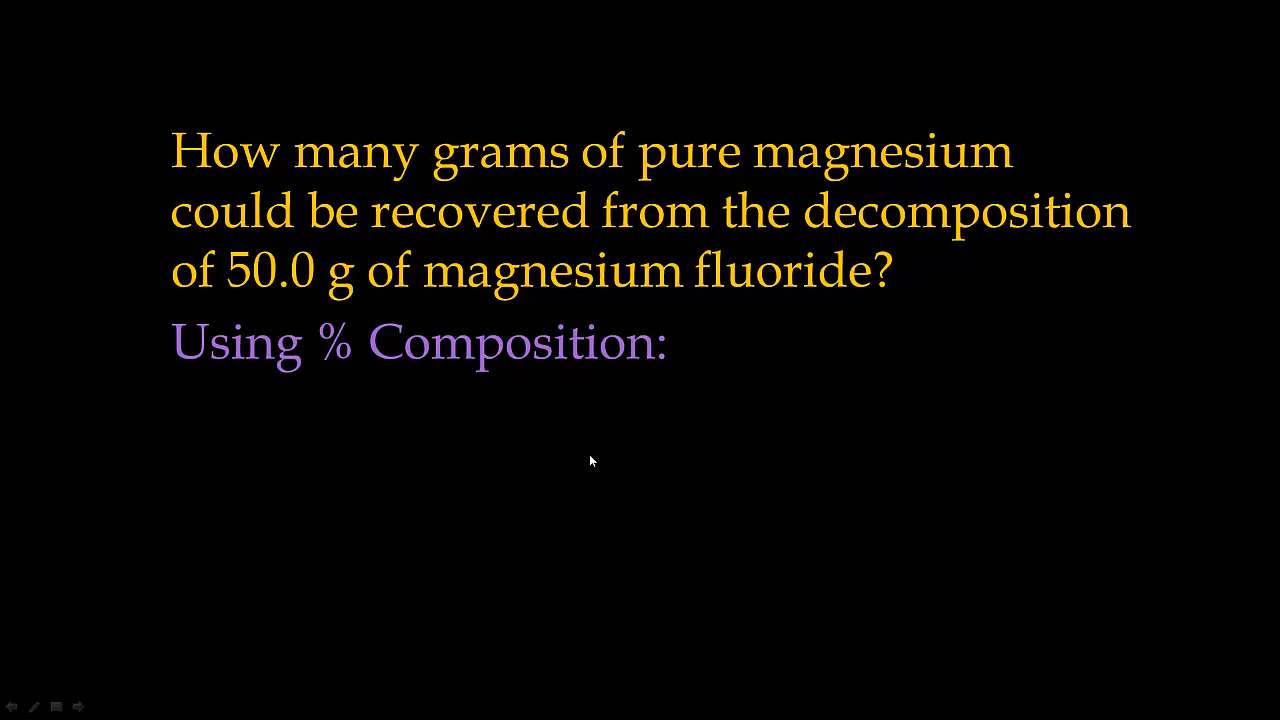 How many grams of pure magnesium
could be recovered from the decomposition
of 50.0 g of magnesium fluoride?
Using % Composition: